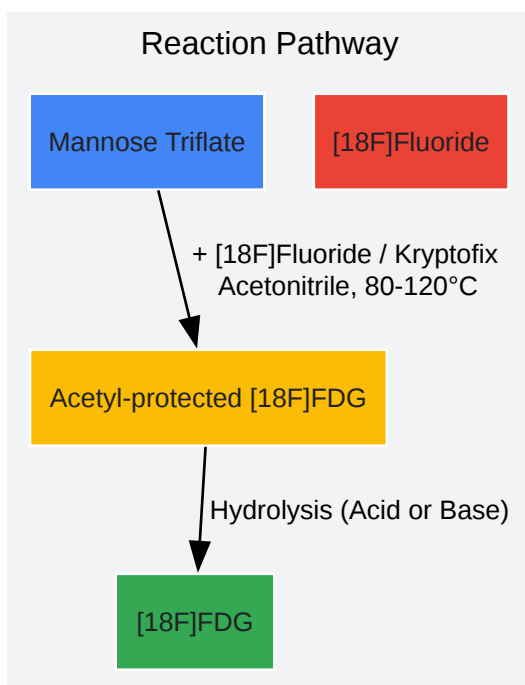 Reaction Pathway
Mannose Triflate
[18F]Fluoride
+ [18F]Fluoride / Kryptofix
Acetonitrile, 80-120°C
Acetyl-protected [18F]FDG
Hydrolysis (Acid or Base)
[18F]FDG